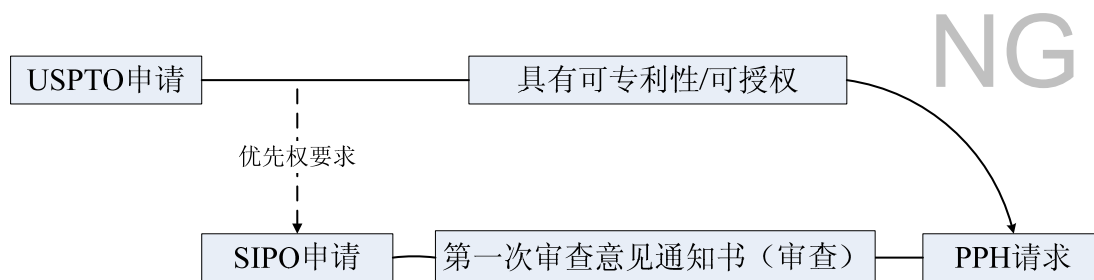 NG
USPTO申请
具有可专利性/可授权
优先权要求
SIPO申请
第一次审查意见通知书（审查）
PPH请求